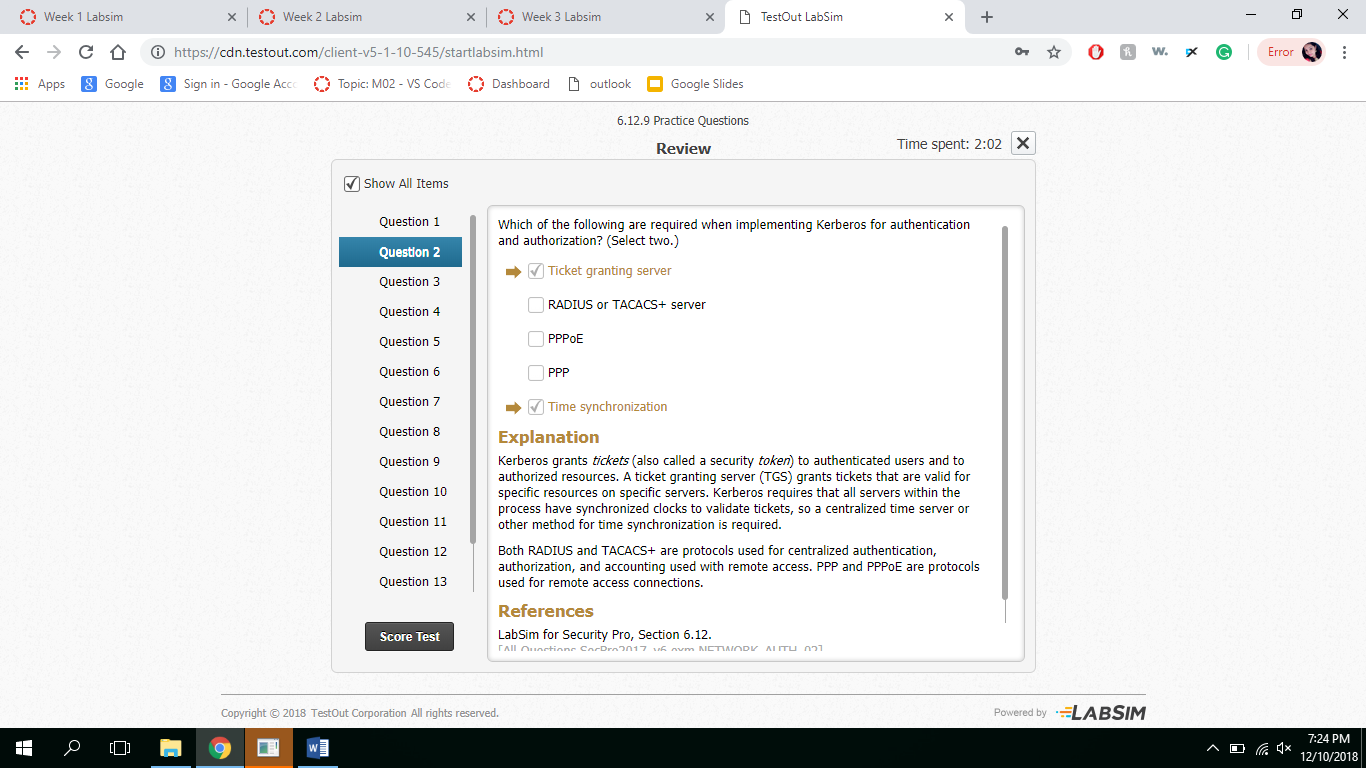 Week 1 Labsim
Week 2 Labsim
Week 3 Labsim
TestOut LabSim
https://cdn.testout.com/client-v5-1-10-545/startlabsim.html
W.
Error
Apps
Google
Sign in - Google Acco
Topic: M02 - VS Code
Dashboard
outlook
Google Slides
6.12.9 Practice Questions
Review
Time spent: 2:02
Show All Items
Question 1
Question 2
Question 3
Question 4
Question 5
Question 6
Question 7
Question 8
Question 9
Question 10
Question 11
Question 12
Question 13
Score Test
Which of the following are required when implementing Kerberos for authentication
and authorization? (Select two.)
Ticket granting server
RADIUS or TACACS+ server
PPPoE
PPP
Time synchronization
Explanation
Kerberos grants tickets (also called a security token) to authenticated users and to
authorized resources. A ticket granting server (TGS) grants tickets that are valid for
specific resources on specific servers. Kerberos requires that all servers within the
process have synchronized clocks to validate tickets, so a centralized time server or
other method for time synchronization is required.
Both RADIUS and TACACS+ are protocols used for centralized authentication,
authorization, and accounting used with remote access. PPP and PPPoE are protocols
used for remote access connections.
References
LabSim for Security Pro, Section 6.12.
[All Questions SecPro2017_v6.exm NETWORK_AUTH_02]
Copyright © 2018 TestOut Corporation All rights reserved.
Powered by LABSIM
7:24 PM
12/10/2018